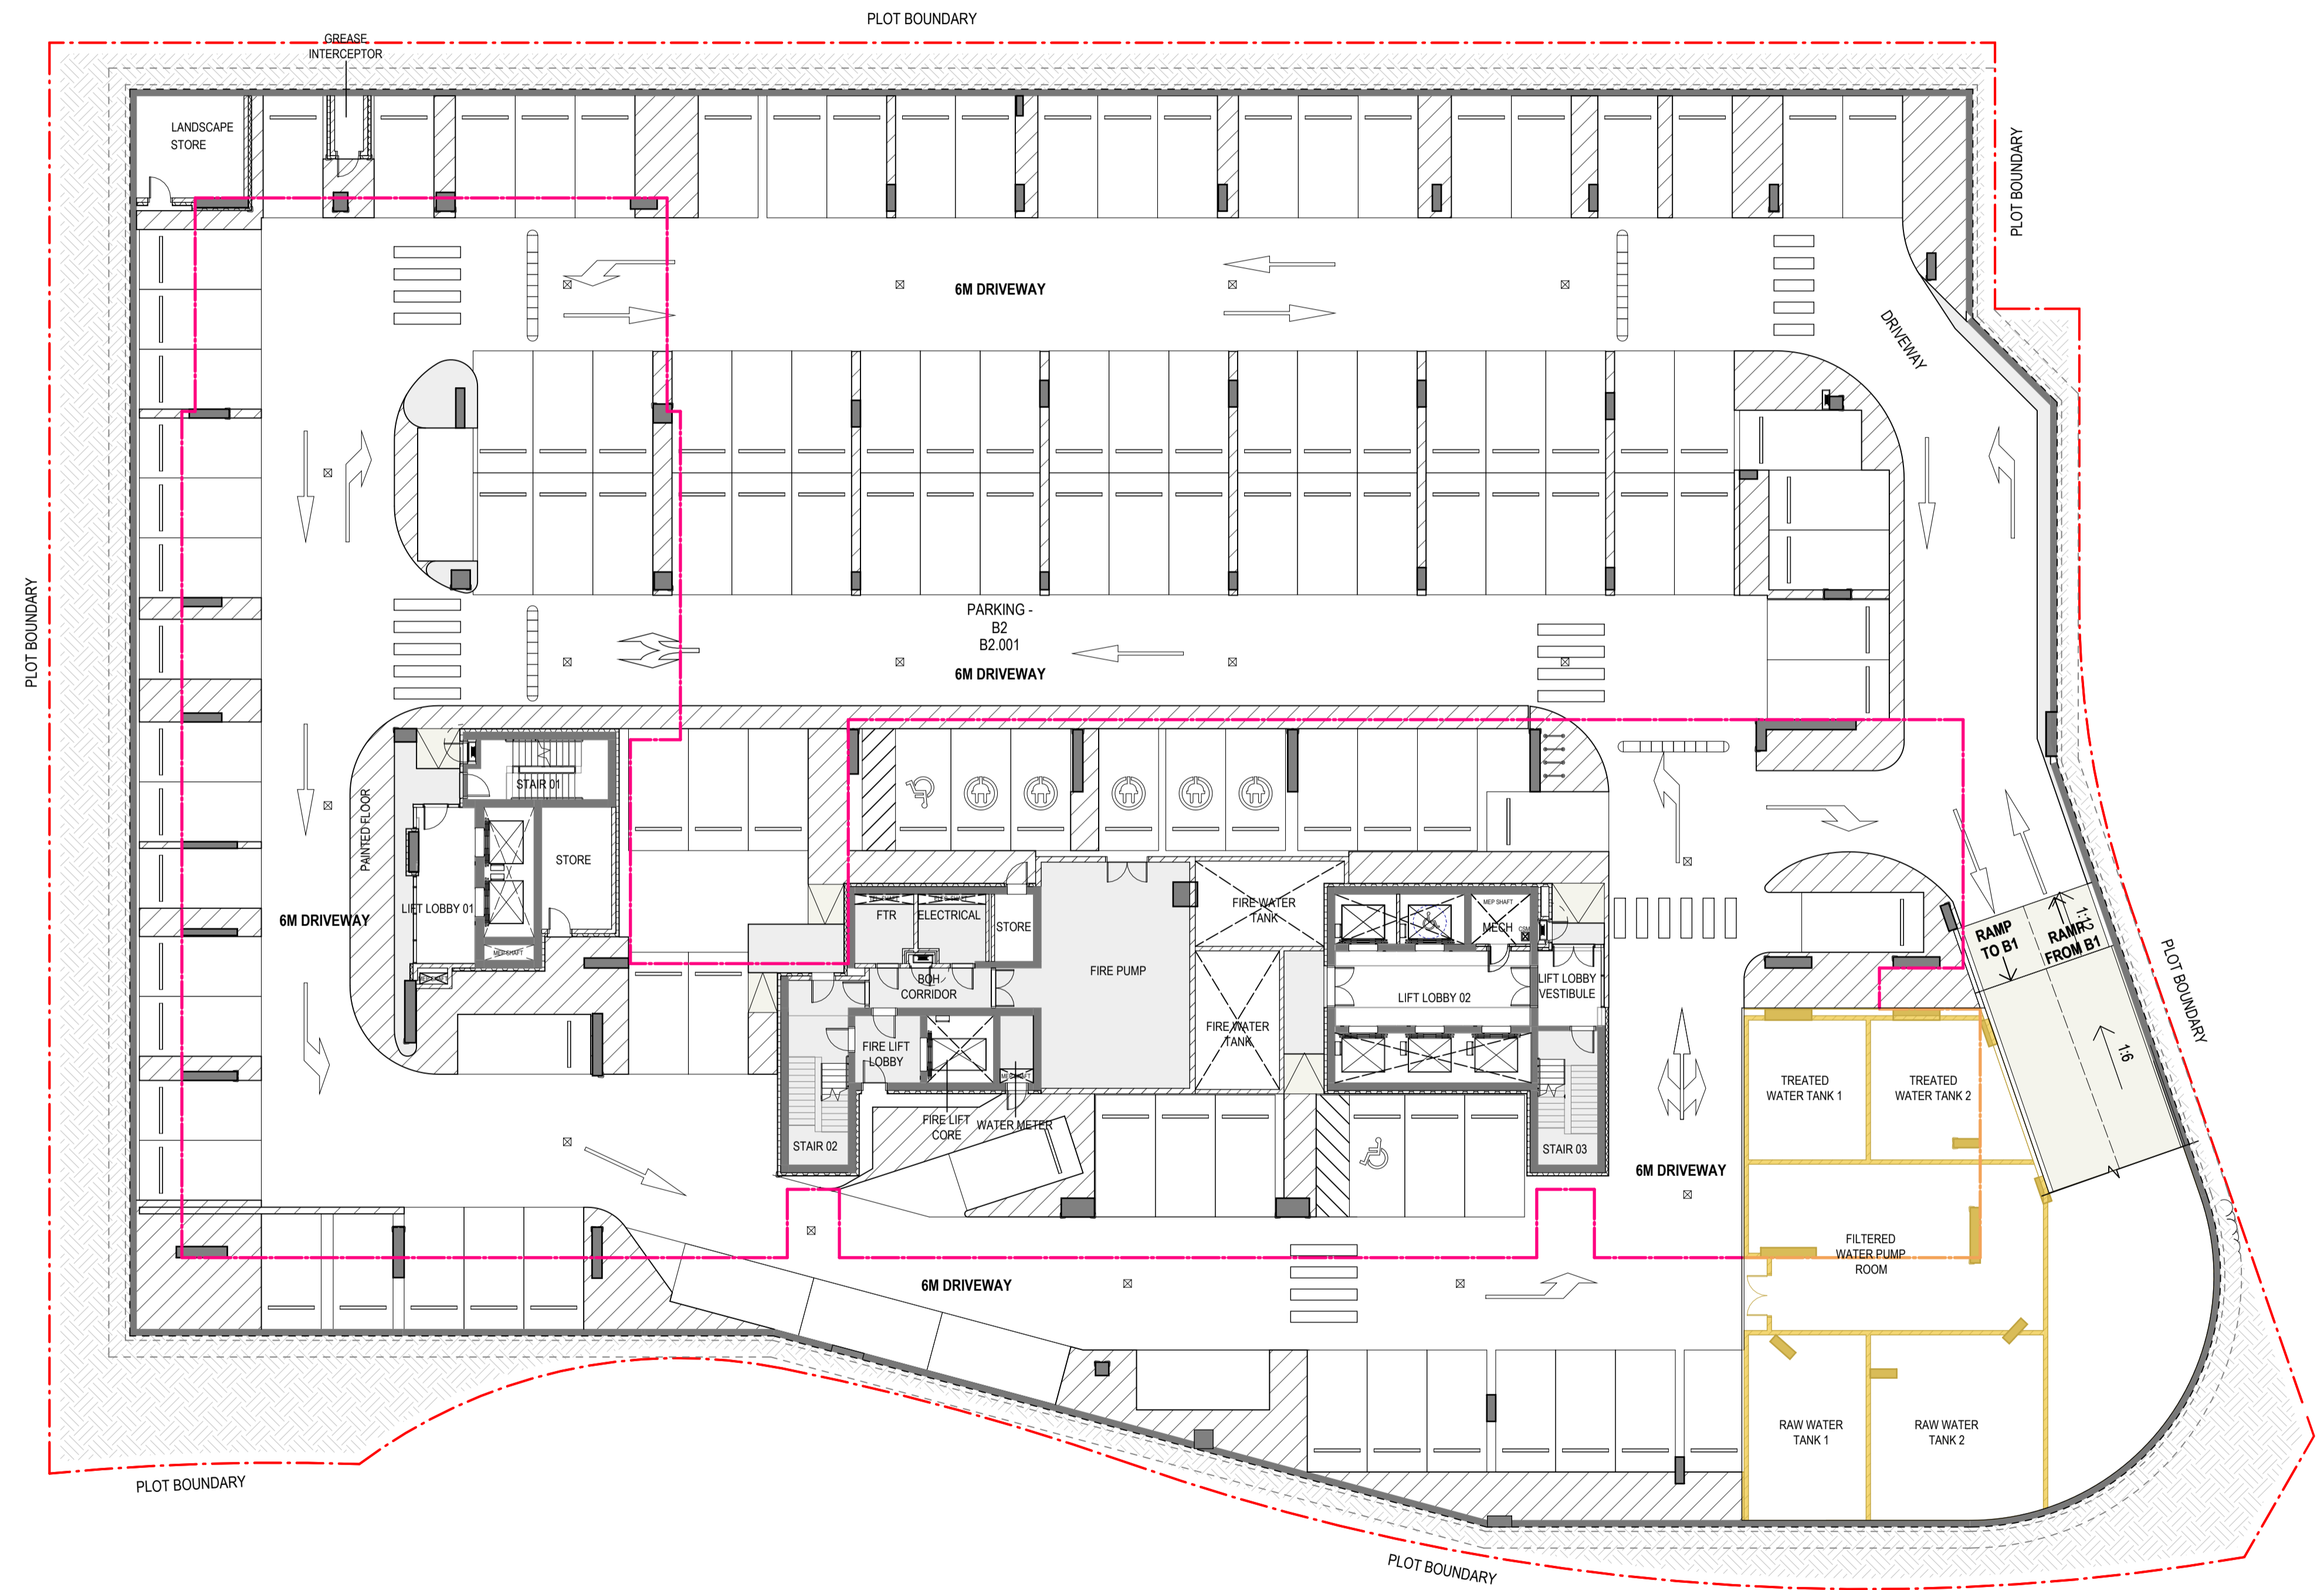 PLOT BOUNDARY
GREASE
INTERCEPTOR
LANDSCAPE
STORE
PLOT BOUNDARY
6M DRIVEWAY
DRIVEWAY
PLOT BOUNDARY
PARKING -
B2
B2.001
6M DRIVEWAY
STAIR 01
PAINTED FLOOR
STORE
LIFT LOBBY 01
6M DRIVEWAY
MEP SHAFT
FTR
ELECTRICAL
STORE
FIRE PUMP
FIRE WATER
TANK
MEP SHAFT
MECH
BOH
CORRIDOR
LIFT LOBBY 02
LIFT LOBBY
VESTIBULE
RAMP
TO B1
RAMP
FROM B1
1:12
PLOT BOUNDARY
FIRE WATER
TANK
FIRE LIFT
LOBBY
1:6
TREATED
WATER TANK 1
TREATED
WATER TANK 2
FIRE LIFT
CORE
WATER METER
STAIR 02
STAIR 03
6M DRIVEWAY
FILTERED
WATER PUMP
ROOM
6M DRIVEWAY
RAW WATER
TANK 1
RAW WATER
TANK 2
PLOT BOUNDARY
PLOT BOUNDARY